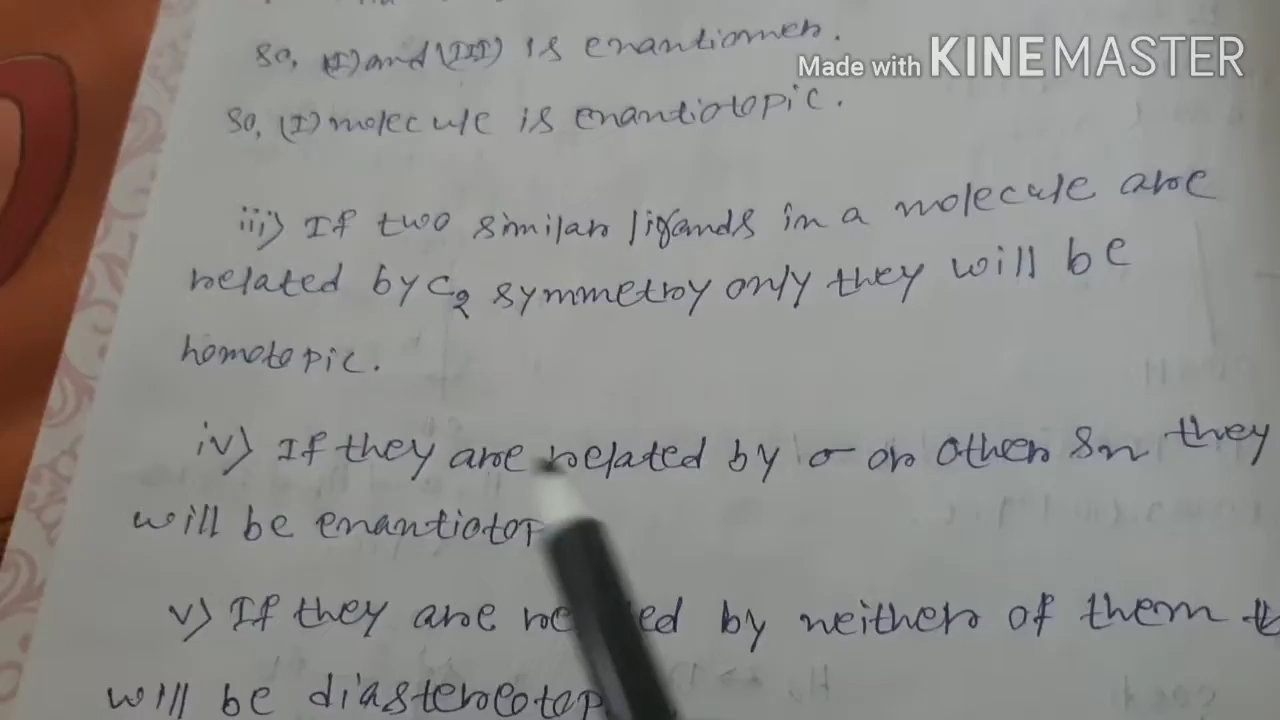 so, (I) and (III) is enantiomer.
Made with KINEMASTER
so, (I) molecule is enantiotopic.
iii) If two similar ligands in a molecule are
related by C2 symmetry only they will be
homotopic.
iv) If they are related by σ or other Sn they
will be enantiotop
v) If they are related by neither of them
will be diastereotop